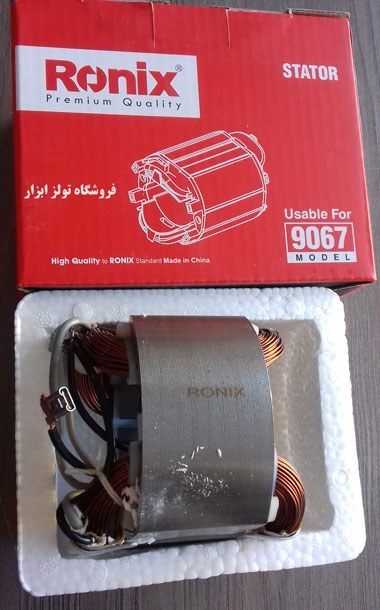 Ronix®
Premium Quality
STATOR
فروشگاه تولز ابزار
Usable For
9067
MODEL
High Quality to RONIX Standard Made in China
RONIX